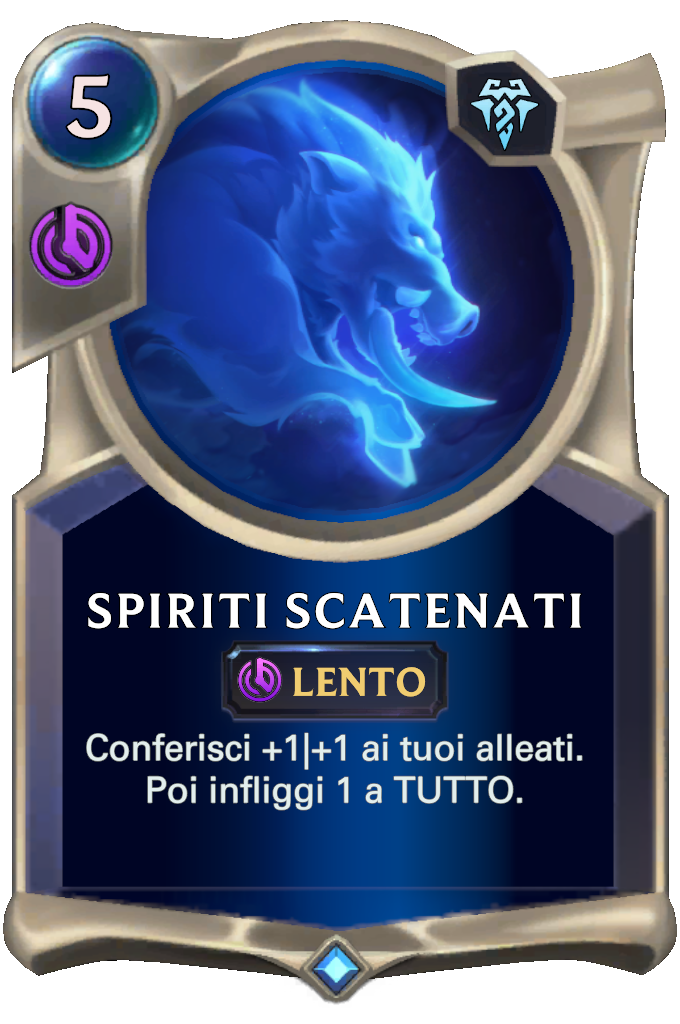 5
SPIRITI SCATENATI
LENTO
Conferisci +1|+1 ai tuoi alleati.
Poi infliggi 1 a TUTTO.